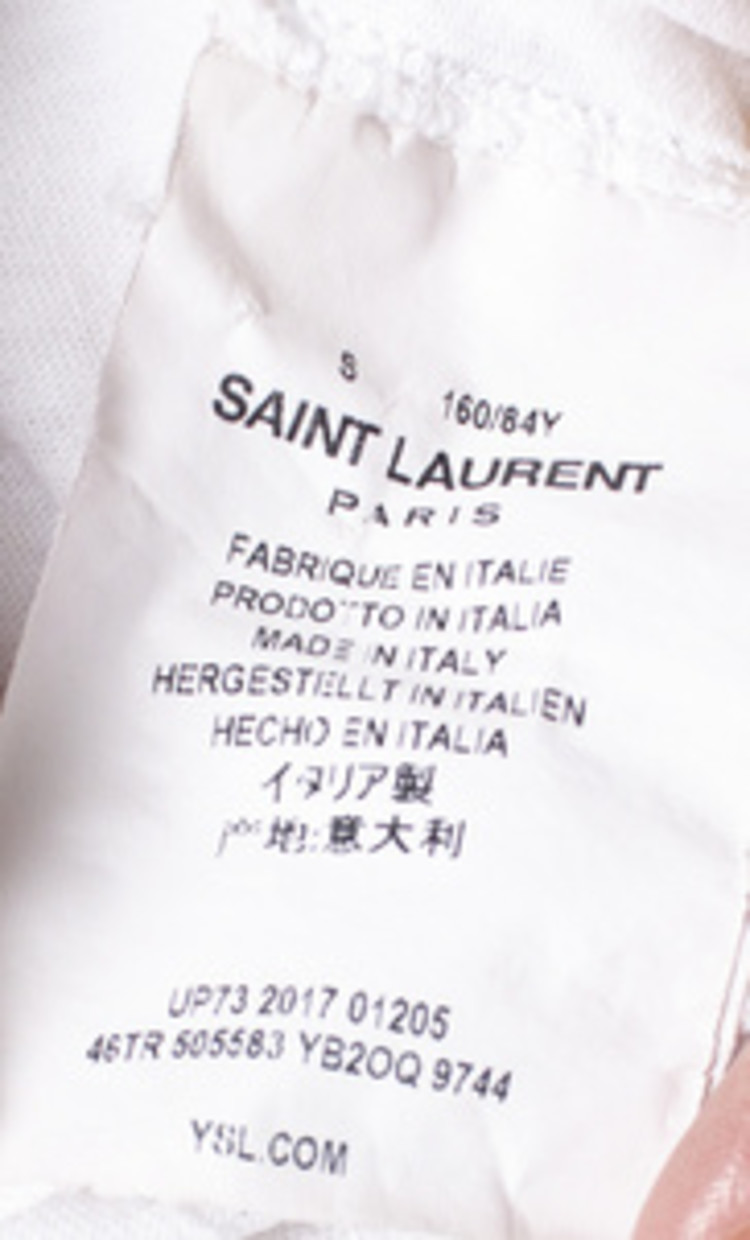 S 160/84Y
SAINT LAURENT
PARIS
FABRIQUE EN ITALIE
PRODOTTO IN ITALIA
MADE IN ITALY
HERGESTELLT IN ITALIEN
HECHO EN ITALIA
イタリア製
产地:意大利
UP73 2017 01205
46TR 505583 YB2OQ 9744
YSL.COM